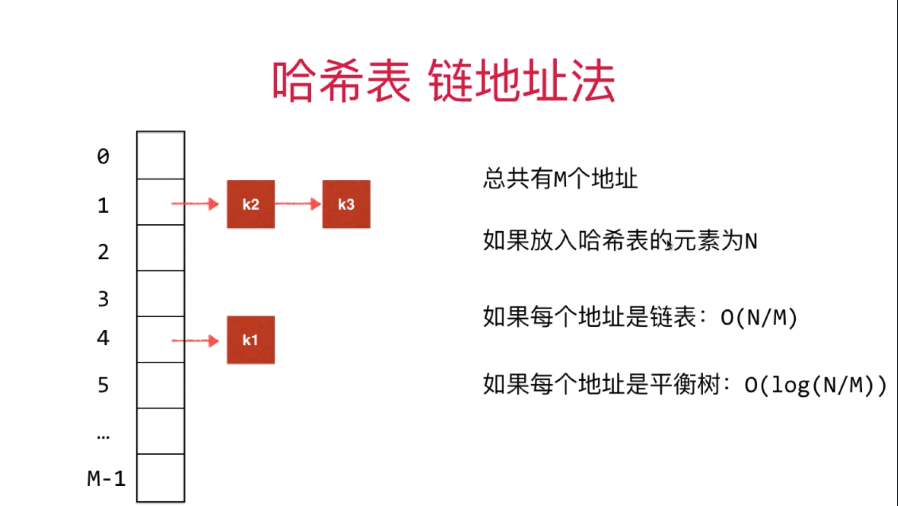 哈希表 链地址法
0
1
2
3
4
5
…
M-1
k2
k3
k1
总共有M个地址
如果放入哈希表的元素为N
如果每个地址是链表：O(N/M)
如果每个地址是平衡树：O(log(N/M))